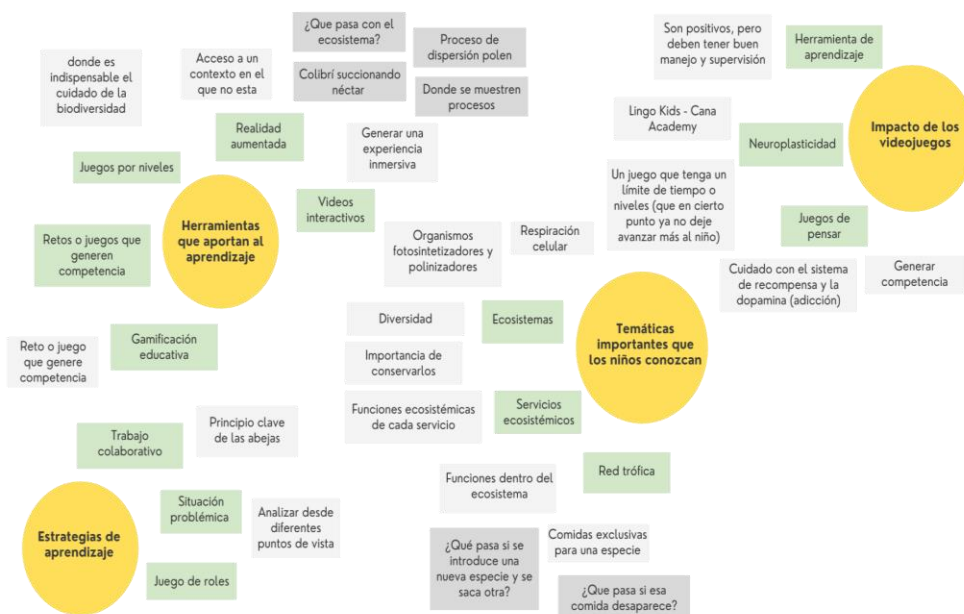 donde es
indispensable el
cuidado de la
biodiversidad
Acceso a un
contexto en el
que no esta
¿Que pasa con el
ecosistema?
Proceso de
dispersión polen
Colibrí succionando
néctar
Donde se muestren
procesos
Realidad
aumentada
Generar una
experiencia
inmersiva
Juegos por niveles
Videos
interactivos
Herramientas
que aportan al
aprendizaje
Retos o juegos que
generen
competencia
Gamificación
educativa
Reto o juego
que genere
competencia
Son positivos, pero
deben tener buen
manejo y supervisión
Herramienta de
aprendizaje
Lingo Kids - Cana
Academy
Neuroplasticidad
Impacto de los
videojuegos
Un juego que tenga un
límite de tiempo o
niveles (que en cierto
punto ya no deje
avanzar más al niño)
Juegos de
pensar
Cuidado con el sistema
de recompensa y la
dopamina (adicción)
Generar
competencia
Organismos
fotosintetizadores y
polinizadores
Respiración
celular
Diversidad
Ecosistemas
Importancia de
conservarlos
Temáticas
importantes que
los niños conozcan
Funciones ecosistémicas
de cada servicio
Servicios
ecosistémicos
Red trófica
Funciones dentro del
ecosistema
¿Qué pasa si se
introduce una
nueva especie y se
saca otra?
Comidas exclusivas
para una especie
¿Que pasa si esa
comida desaparece?
Trabajo
colaborativo
Principio clave
de las abejas
Situación
problémica
Analizar desde
diferentes
puntos de vista
Estrategias de
aprendizaje
Juego de roles